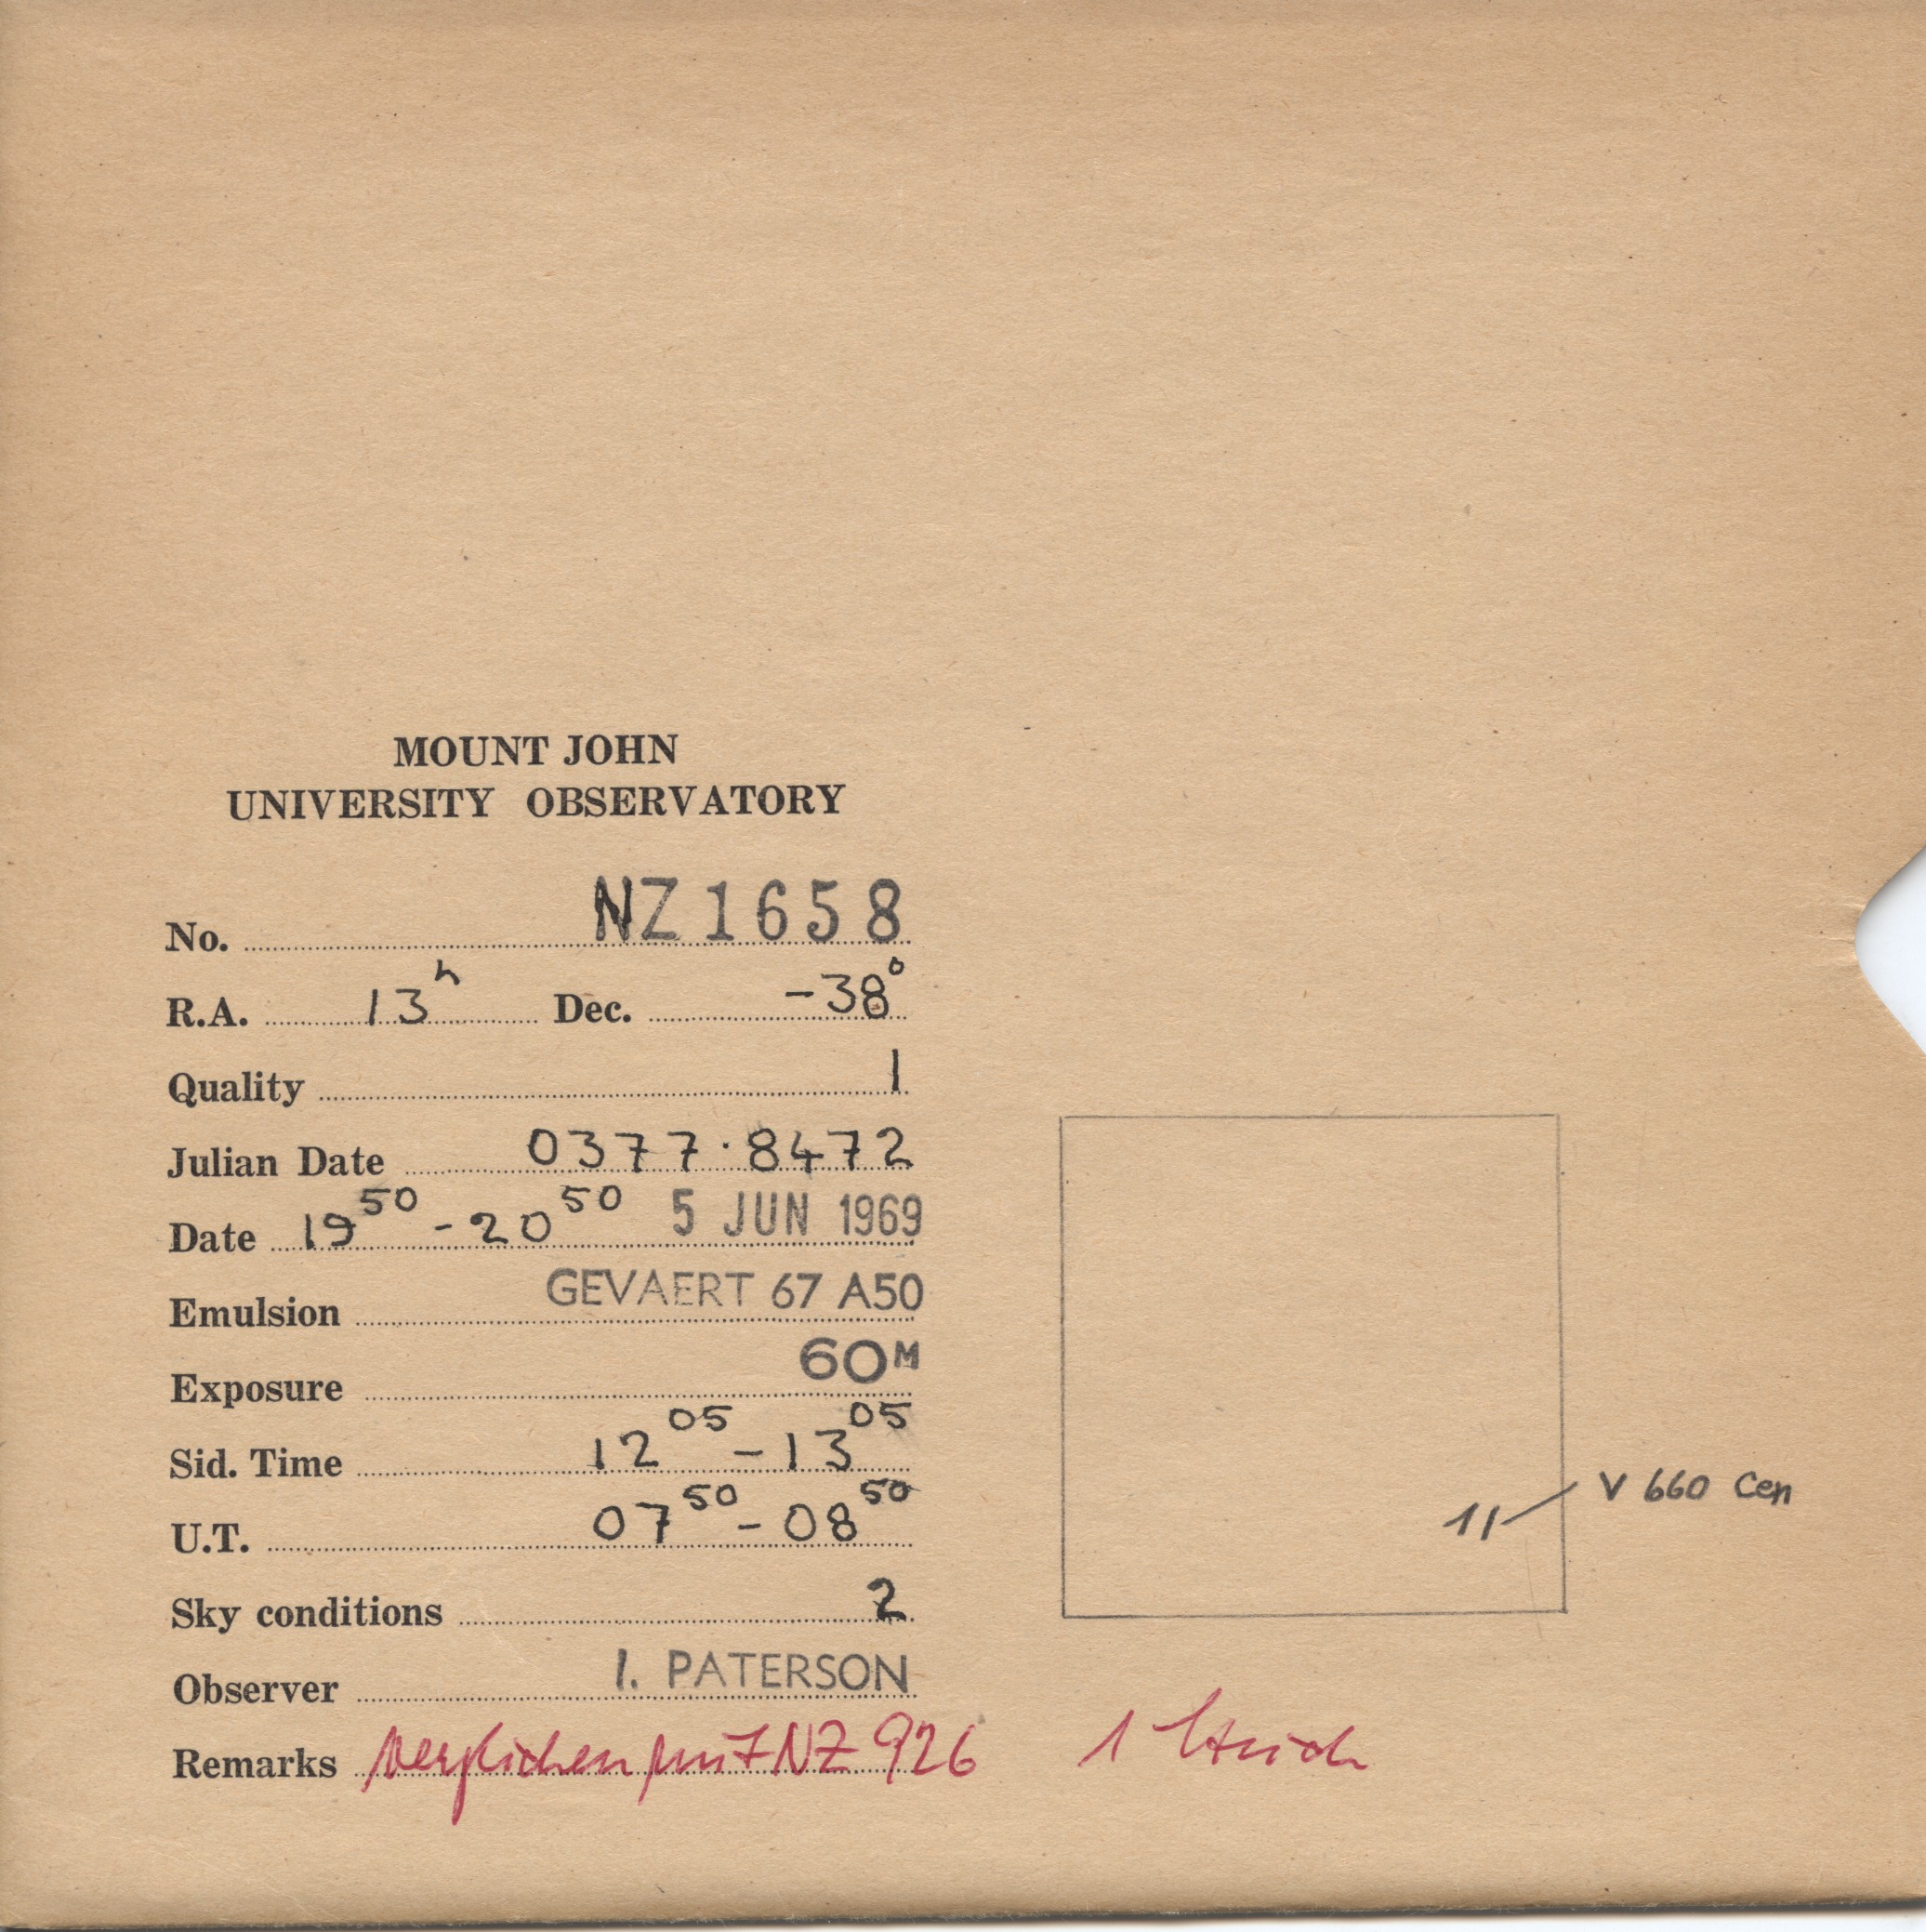 MOUNT JOHN
UNIVERSITY OBSERVATORY
No. NZ 1658
R.A. 13h Dec. -38°
Quality 1
Julian Date 0377.8472
Date 19 50 - 20 50 5 JUN 1969
Emulsion GEVAERT 67 A50
Exposure 60M
Sid. Time 12 05 - 13 05
U.T. 07 50 - 08 50
Sky conditions 2
Observer I. PATERSON
Remarks verglichen mit NZ 926 1 Strich
V 660 Cen